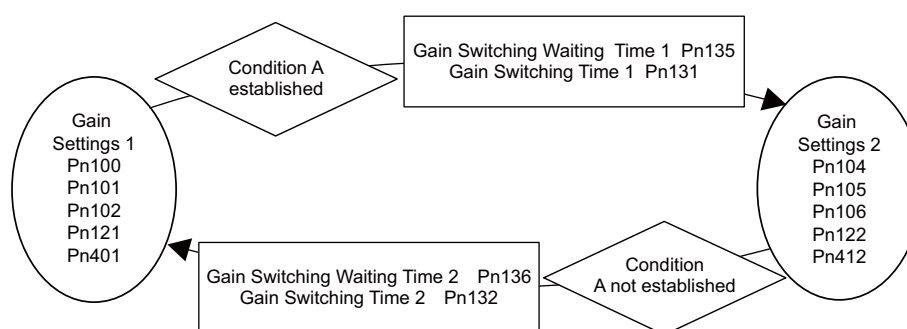 Gain Switching Waiting Time 1 Pn135
Gain Switching Time 1 Pn131
Condition A
established
Gain
Settings 1
Pn100
Pn101
Pn102
Pn121
Pn401
Gain
Settings 2
Pn104
Pn105
Pn106
Pn122
Pn412
Gain Switching Waiting Time 2 Pn136
Gain Switching Time 2 Pn132
Condition
A not established